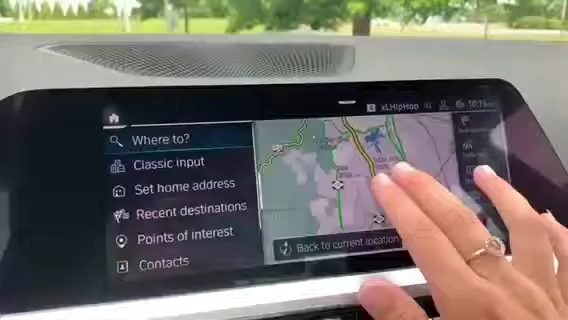 xLHipHop
Where to?
Classic input
Set home address
Recent destinations
Points of interest
Contacts
Back to current location